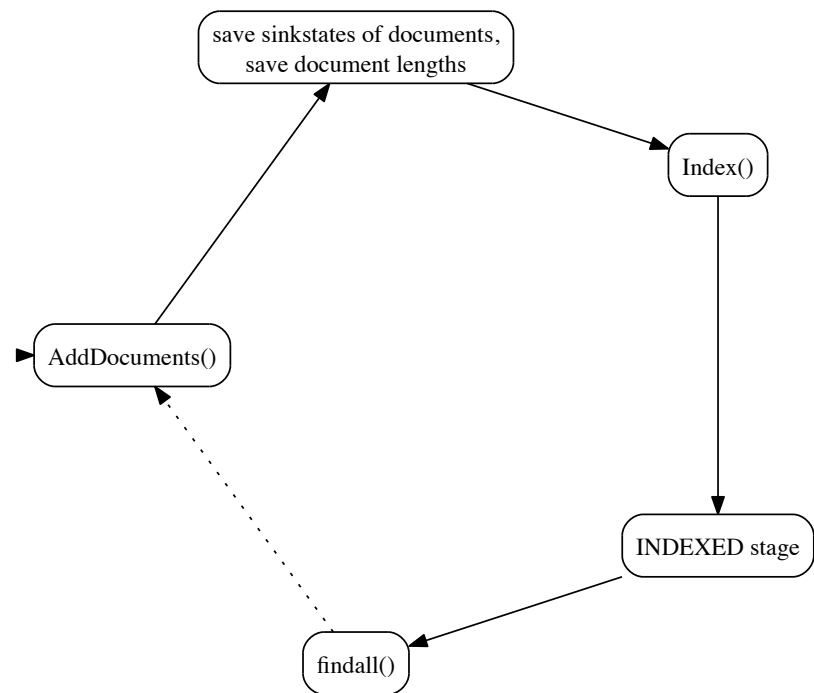 save sinkstates of documents,
save document lengths
Index()
AddDocuments()
INDEXED stage
findall()